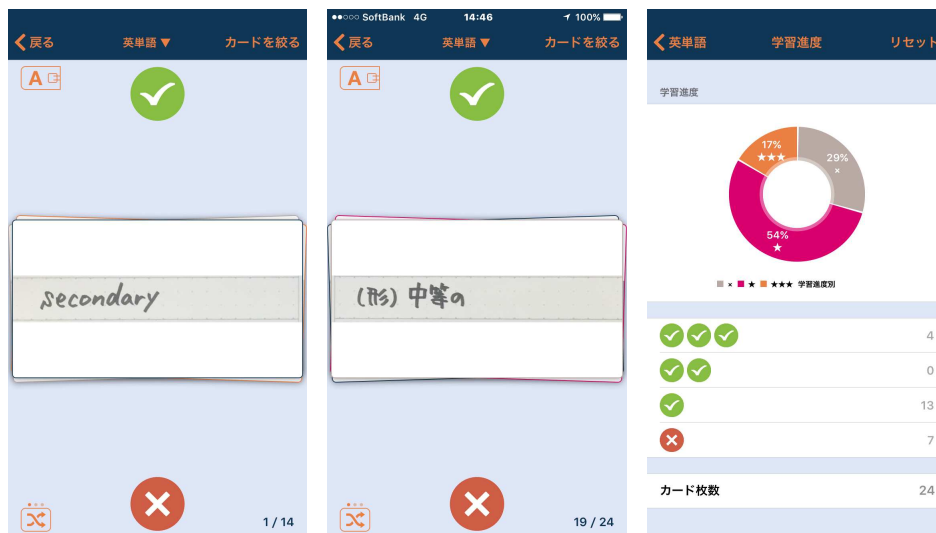 戻る 英単語 ▼ カードを絞る
A
secondary
1 / 14
SoftBank 4G 14:46 100%
戻る 英単語 ▼ カードを絞る
A
(形) 中等の
19 / 24
英単語 学習進度 リセット
学習進度
17%
★★★
29%
×
54%
★
× ★ ★★★ 学習進度別
4
0
13
7
カード枚数 24